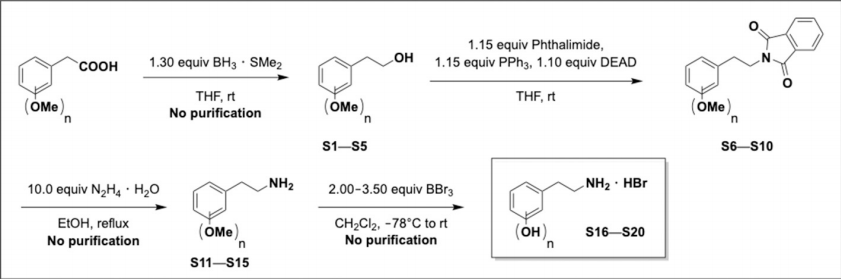 COOH
(OMe)n
1.30 equiv BH3 · SMe2
THF, rt
No purification
OH
(OMe)n
S1—S5
1.15 equiv Phthalimide,
1.15 equiv PPh3, 1.10 equiv DEAD
THF, rt
O
N
O
(OMe)n
S6—S10
10.0 equiv N2H4 · H2O
EtOH, reflux
No purification
NH2
(OMe)n
S11—S15
2.00–3.50 equiv BBr3
CH2Cl2, −78°C to rt
No purification
NH2 · HBr
(OH)n
S16—S20